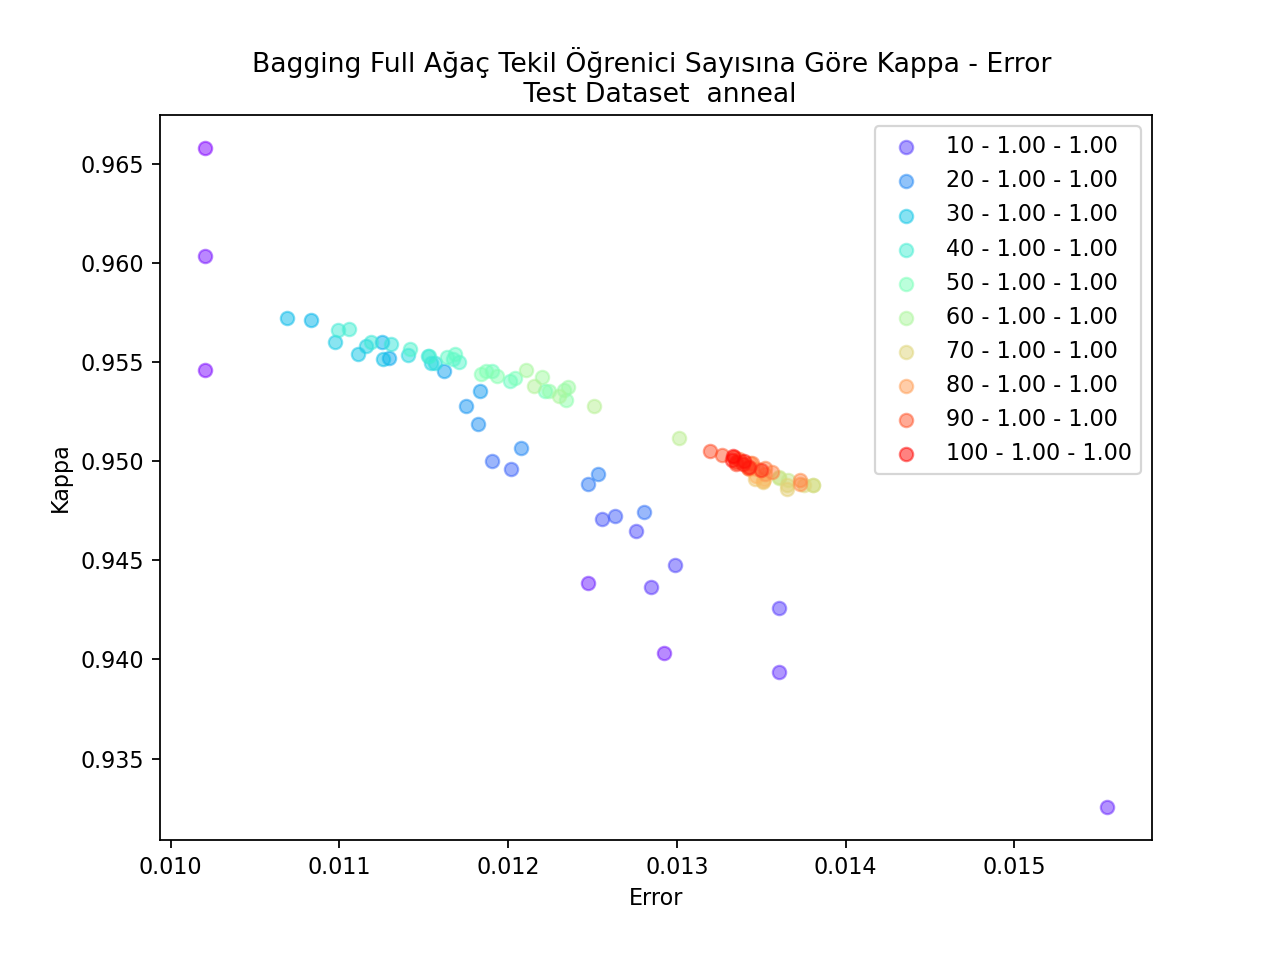 Bagging Full Ağaç Tekil Öğrenici Sayısına Göre Kappa - Error
Test Dataset  anneal
10 - 1.00 - 1.00
20 - 1.00 - 1.00
30 - 1.00 - 1.00
40 - 1.00 - 1.00
50 - 1.00 - 1.00
60 - 1.00 - 1.00
70 - 1.00 - 1.00
80 - 1.00 - 1.00
90 - 1.00 - 1.00
100 - 1.00 - 1.00
Kappa
0.965
0.960
0.955
0.950
0.945
0.940
0.935
0.010
0.011
0.012
0.013
0.014
0.015
Error